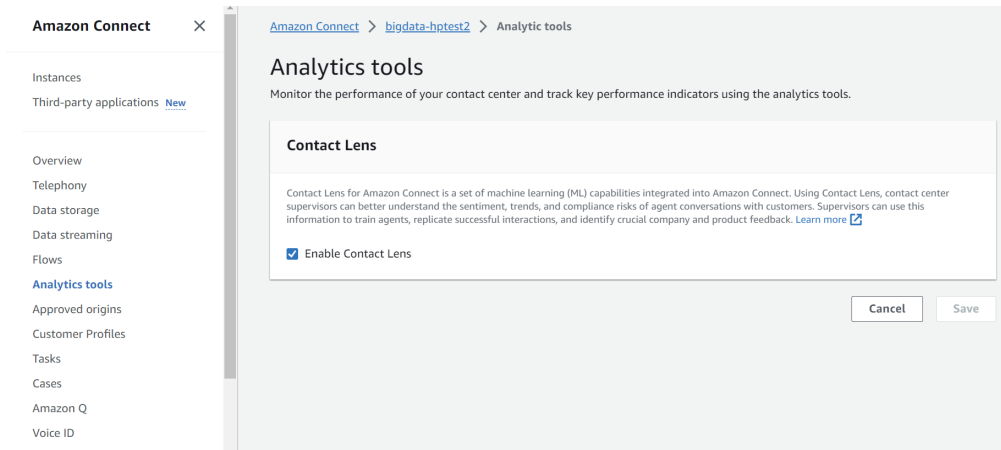 Amazon Connect
Instances
Third-party applications New
Overview
Telephony
Data storage
Data streaming
Flows
Analytics tools
Approved origins
Customer Profiles
Tasks
Cases
Amazon Q
Voice ID
Amazon Connect > bigdata-hptest2 > Analytic tools
Analytics tools
Monitor the performance of your contact center and track key performance indicators using the analytics tools.
Contact Lens
Contact Lens for Amazon Connect is a set of machine learning (ML) capabilities integrated into Amazon Connect. Using Contact Lens, contact center
supervisors can better understand the sentiment, trends, and compliance risks of agent conversations with customers. Supervisors can use this
information to train agents, replicate successful interactions, and identify crucial company and product feedback. Learn more
Enable Contact Lens
Cancel Save